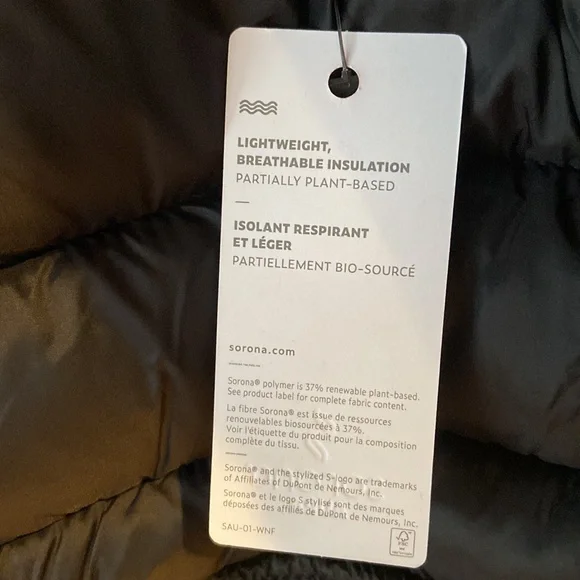 LIGHTWEIGHT,
BREATHABLE INSULATION
PARTIALLY PLANT-BASED
ISOLANT RESPIRANT
ET LÉGER
PARTIELLEMENT BIO-SOURCÉ
sorona.com
Sorona® polymer is 37% renewable plant-based.
See product label for complete fabric content.
La fibre Sorona® est issue de ressources
renouvelables biosourcées à 37%.
Voir l'étiquette du produit pour la composition
complète du tissu.
Sorona® and the stylized S-logo are trademarks
of Affiliates of DuPont de Nemours, Inc.
Sorona® et le logo S stylisé sont des marques
déposées des affiliés de DuPont de Nemours, Inc.
SAU-01-WNF
FSC